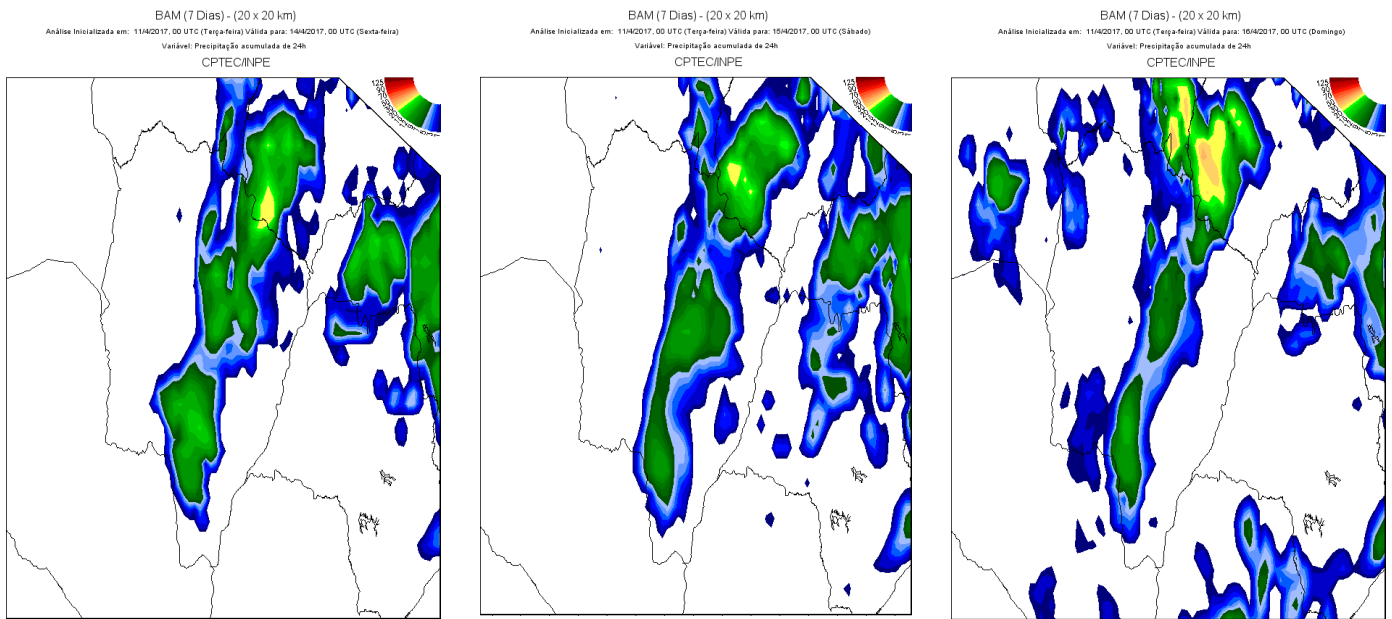 BAM (7 Dias) - (20 x 20 km)
Análise Inicializada em: 11/4/2017, 00 UTC (Terça-feira) Válida para: 14/4/2017, 00 UTC (Sexta-feira)
Variável: Precipitação acumulada de 24h
CPTEC/INPE
BAM (7 Dias) - (20 x 20 km)
Análise Inicializada em: 11/4/2017, 00 UTC (Terça-feira) Válida para: 15/4/2017, 00 UTC (Sábado)
Variável: Precipitação acumulada de 24h
CPTEC/INPE
BAM (7 Dias) - (20 x 20 km)
Análise Inicializada em: 11/4/2017, 00 UTC (Terça-feira) Válida para: 16/4/2017, 00 UTC (Domingo)
Variável: Precipitação acumulada de 24h
CPTEC/INPE